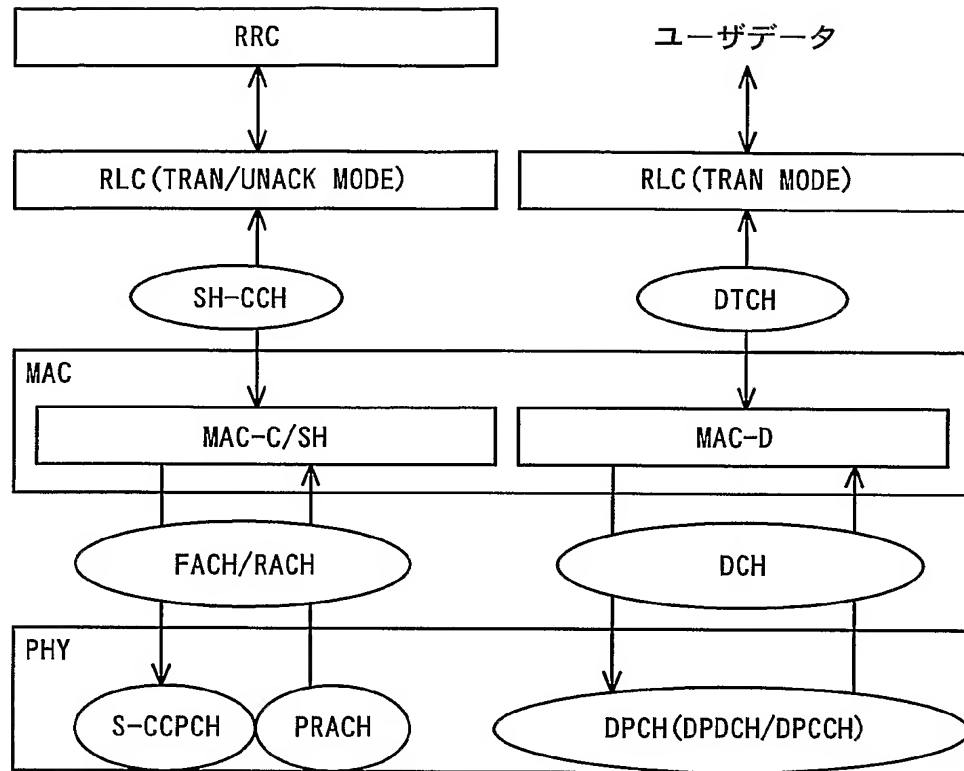 RRC
ユーザデータ
RLC(TRAN/UNACK MODE)
RLC(TRAN MODE)
SH-CCH
DTCH
MAC
MAC-C/SH
MAC-D
FACH/RACH
DCH
PHY
S-CCPCH
PRACH
DPCH(DPDCH/DPCCH)